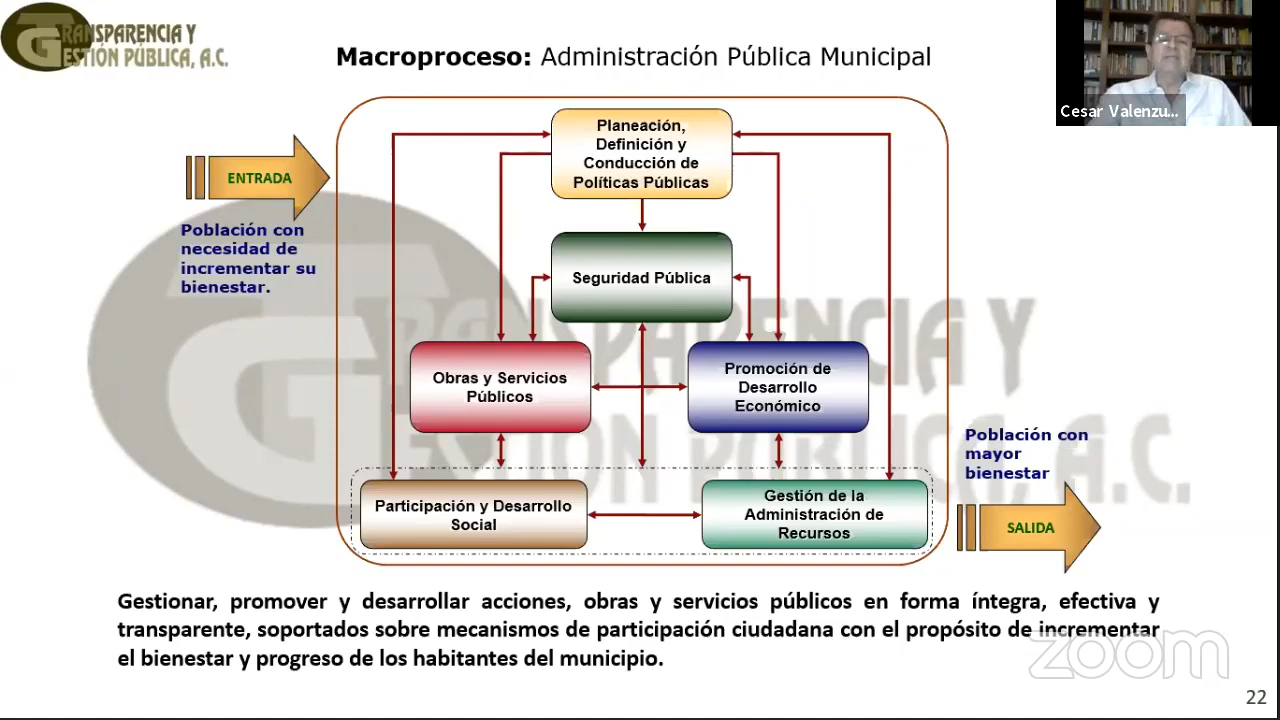 TRANSPARENCIA Y
GESTIÓN PÚBLICA, A.C.
Macroproceso: Administración Pública Municipal
Cesar Valenzu...
ENTRADA
Población con
necesidad de
incrementar su
bienestar.
Planeación,
Definición y
Conducción de
Políticas Públicas
Seguridad Pública
Obras y Servicios
Públicos
Promoción de
Desarrollo
Económico
Participación y Desarrollo
Social
Gestión de la
Administración de
Recursos
Población con
mayor
bienestar
SALIDA
TRANSPARENCIA Y
GESTIÓN PÚBLICA, A.C.
Gestionar, promover y desarrollar acciones, obras y servicios públicos en forma íntegra, efectiva y
transparente, soportados sobre mecanismos de participación ciudadana con el propósito de incrementar
el bienestar y progreso de los habitantes del municipio.
zoom
22